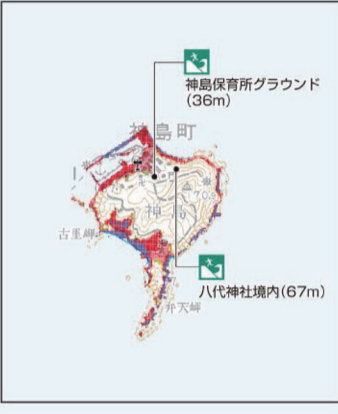 神島保育所グラウンド
(36m)
神島町
神島
古里岬
八代神社境内(67m)
弁天岬